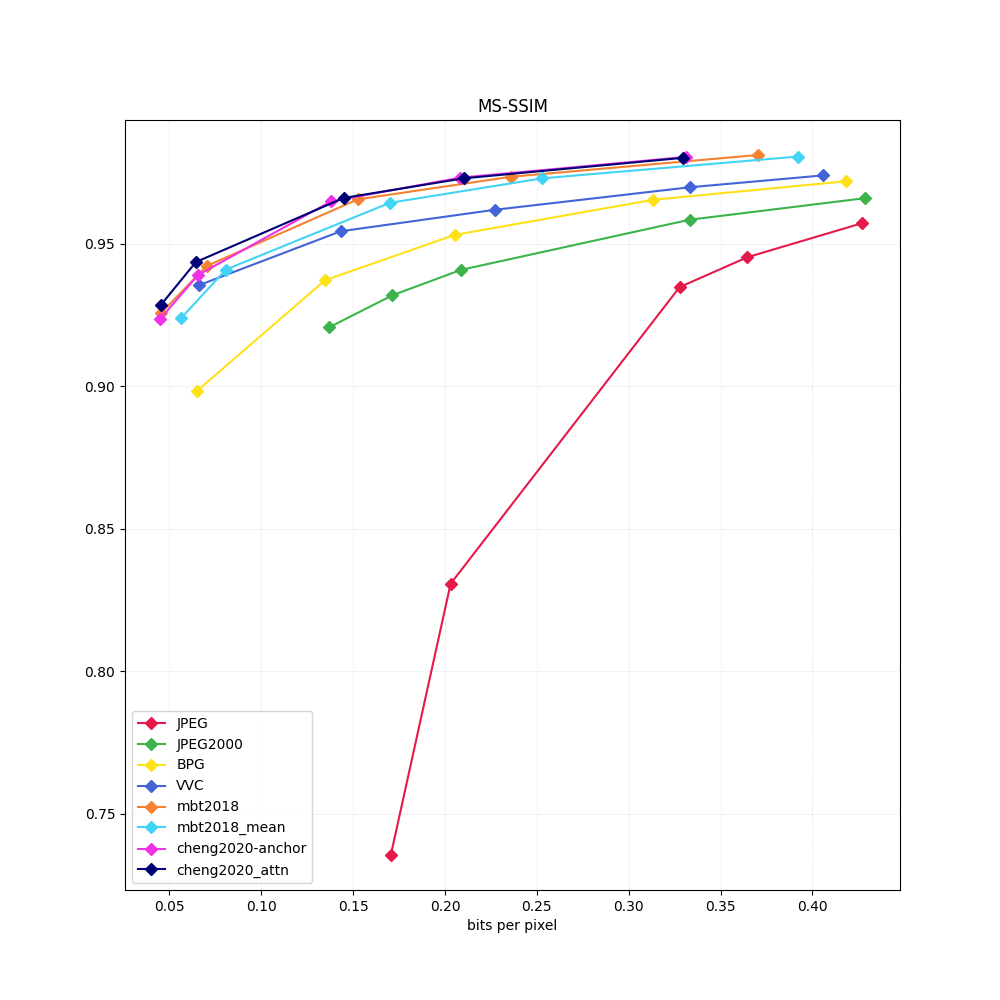 MS-SSIM
0.95
0.90
0.85
0.80
0.75
JPEG
JPEG2000
BPG
VVC
mbt2018
mbt2018_mean
cheng2020-anchor
cheng2020_attn
0.05 0.10 0.15 0.20 0.25 0.30 0.35 0.40
bits per pixel